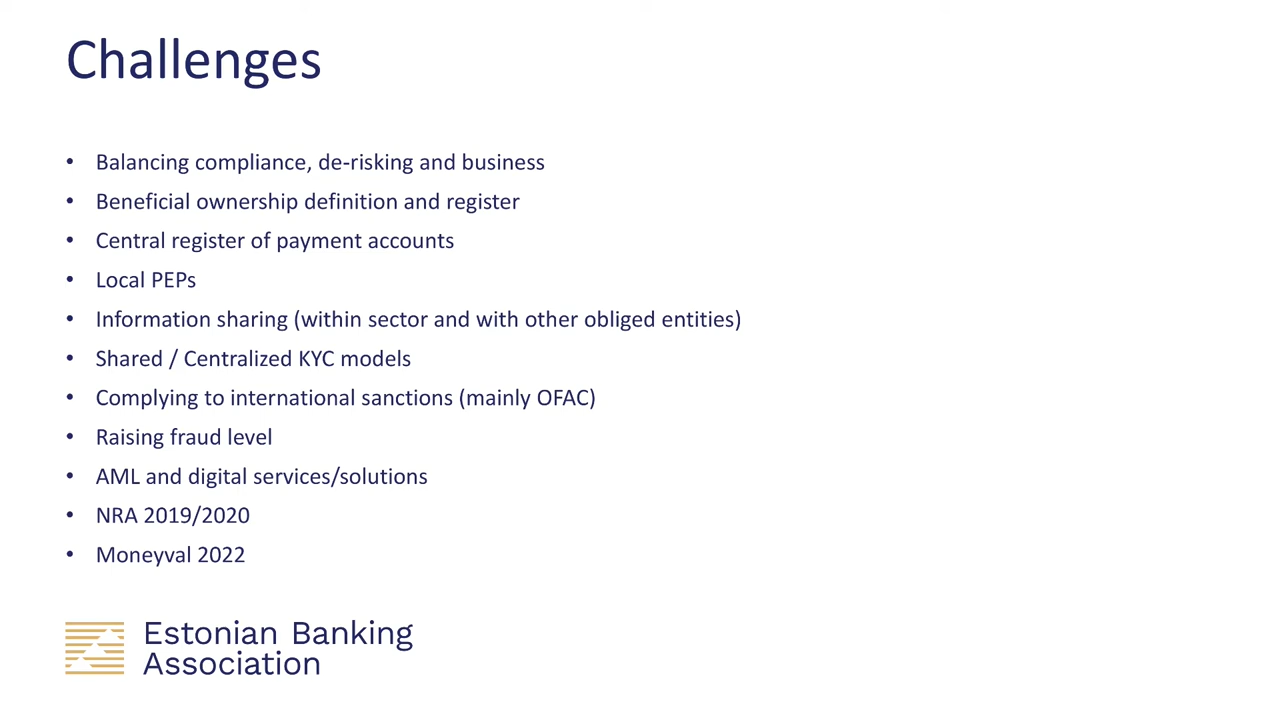 Challenges
• Balancing compliance, de-risking and business
• Beneficial ownership definition and register
• Central register of payment accounts
• Local PEPs
• Information sharing (within sector and with other obliged entities)
• Shared / Centralized KYC models
• Complying to international sanctions (mainly OFAC)
• Raising fraud level
• AML and digital services/solutions
• NRA 2019/2020
• Moneyval 2022
Estonian Banking
Association